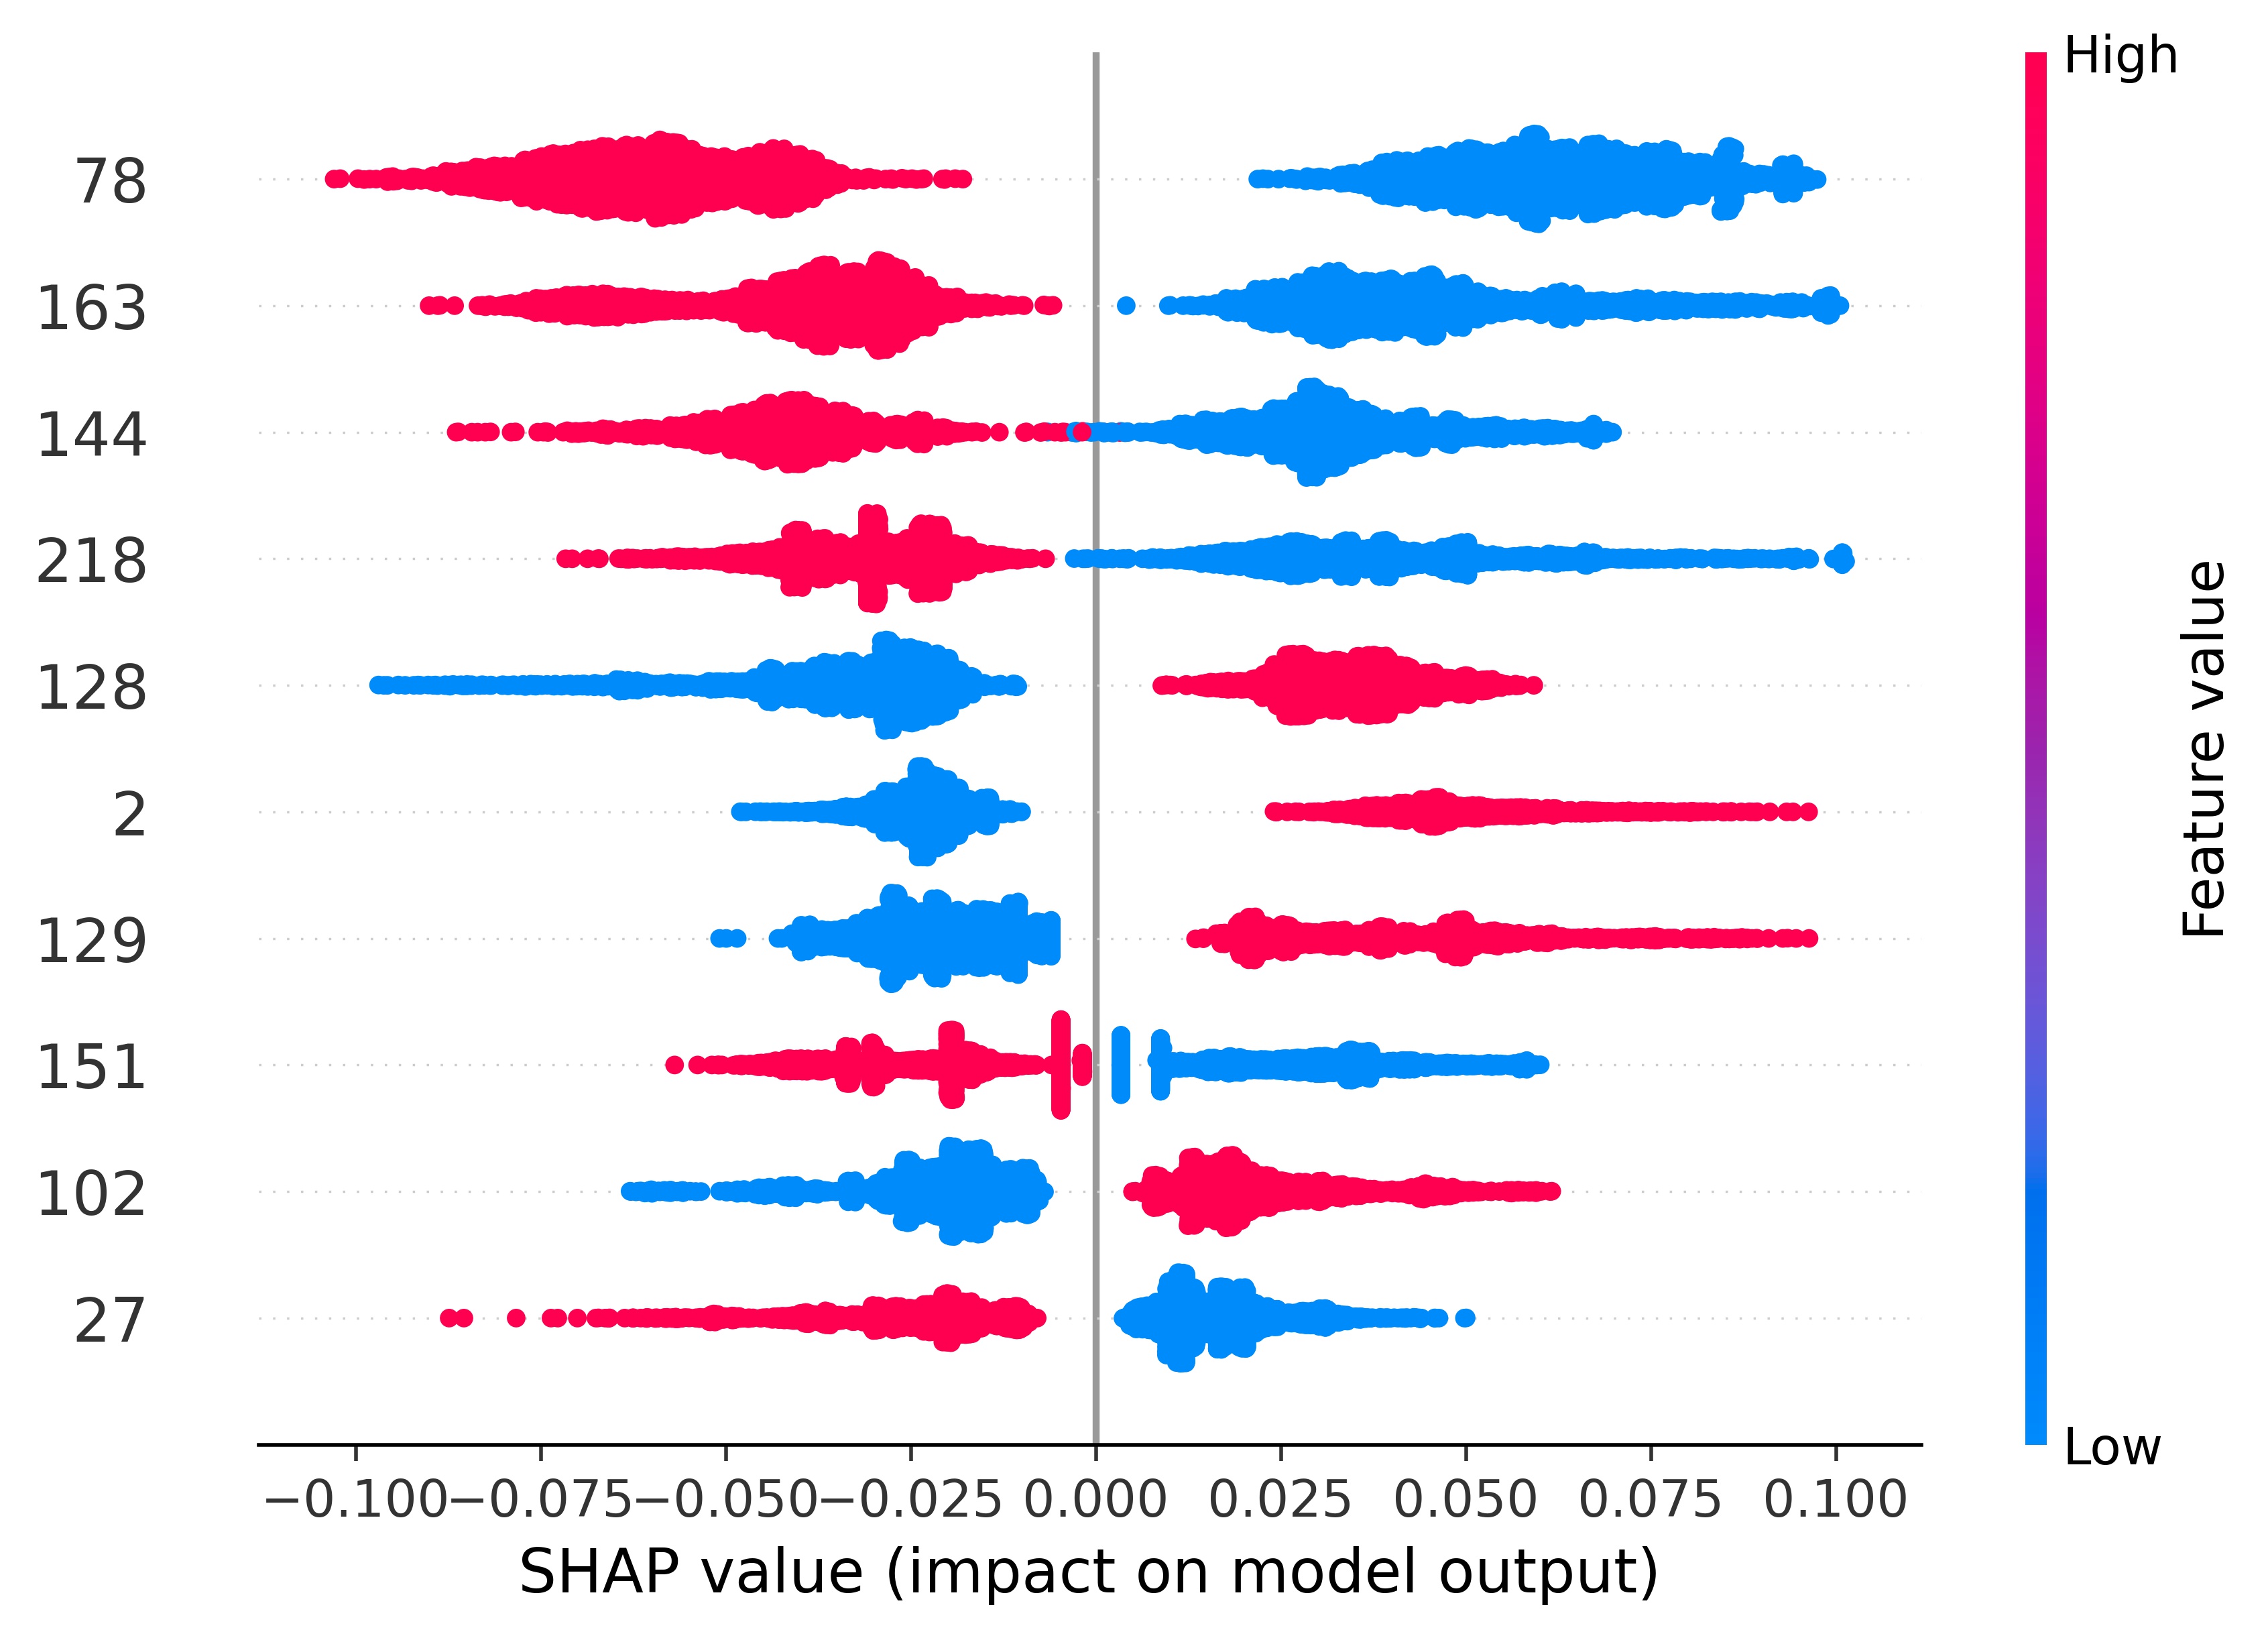 High
78
163
144
218
128
2
129
151
102
27
Feature value
Low
−0.100 −0.075 −0.050 −0.025 0.000 0.025 0.050 0.075 0.100
SHAP value (impact on model output)